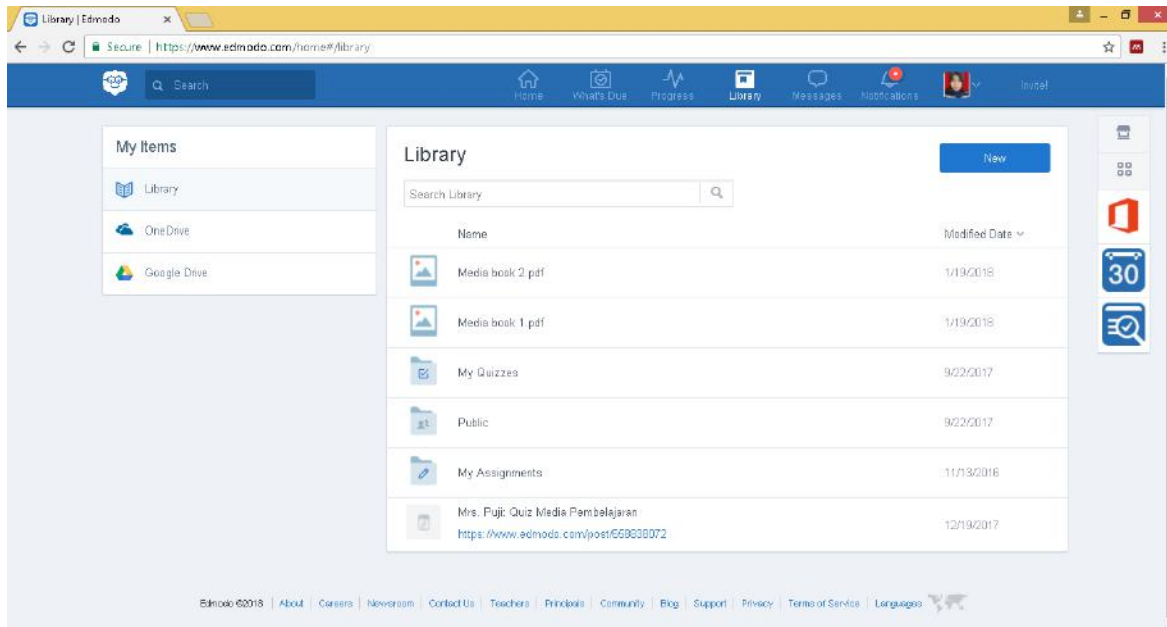 Library | Edmodo
Secure | https://www.edmodo.com/home#/library
Search
Home What's Due Progress Library Messages Notifications Invite!
My Items
Library
OneDrive
Google Drive
Library
New
Search Library
Name Modified Date
Media book 2.pdf 1/19/2018
Media book 1.pdf 1/19/2018
My Quizzes 9/22/2017
Public 9/22/2017
My Assignments 11/13/2016
Mrs. Puji: Quiz Media Pembelajaran
https://www.edmodo.com/post/658838072
12/19/2017
30
Edmodo ©2018 | About | Careers | Newsroom | Contact Us | Teachers | Principals | Community | Blog | Support | Privacy | Terms of Service | Languages